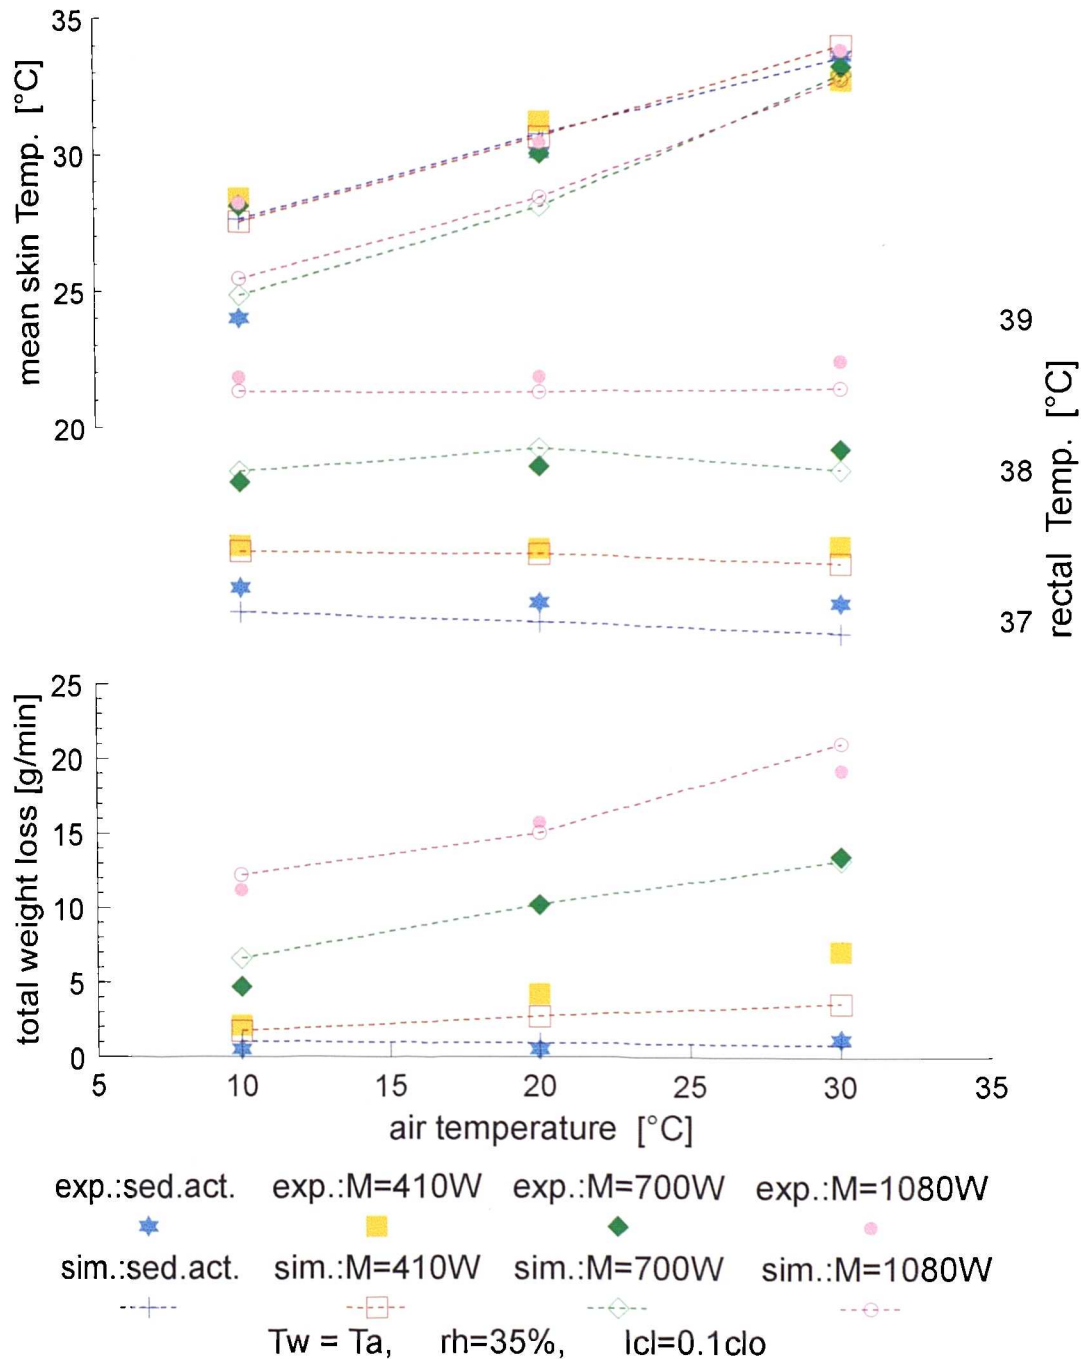 35
30
25
20
mean skin Temp. [°C]
39
38
37
rectal Temp. [°C]
25
20
15
10
5
0
total weight loss [g/min]
5 10 15 20 25 30 35
air temperature [°C]
exp.:sed.act. exp.:M=410W exp.:M=700W exp.:M=1080W
sim.:sed.act. sim.:M=410W sim.:M=700W sim.:M=1080W
Tw = Ta, rh=35%, Icl=0.1clo